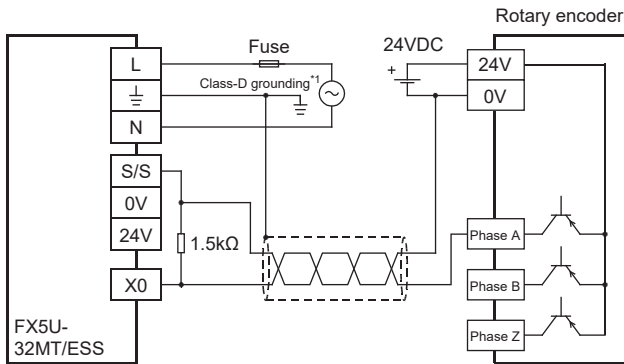 Rotary encoder
L
Fuse
24VDC
+
24V
Class-D grounding*1
0V
N
S/S
0V
24V
1.5kΩ
Phase A
X0
Phase B
FX5U-
32MT/ESS
Phase Z